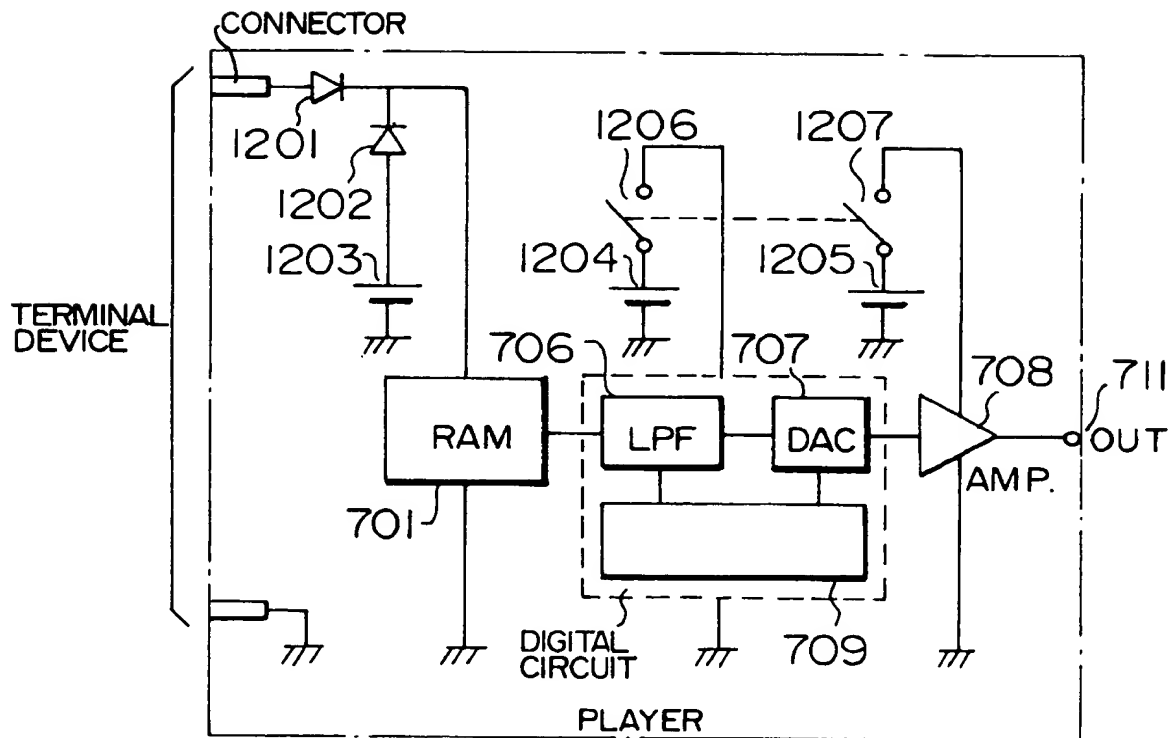 CONNECTOR
1201
1202
1203
1206
1207
1204
1205
TERMINAL
DEVICE
706
707
708
711
RAM
LPF
DAC
OUT
AMP.
701
DIGITAL
CIRCUIT
709
PLAYER